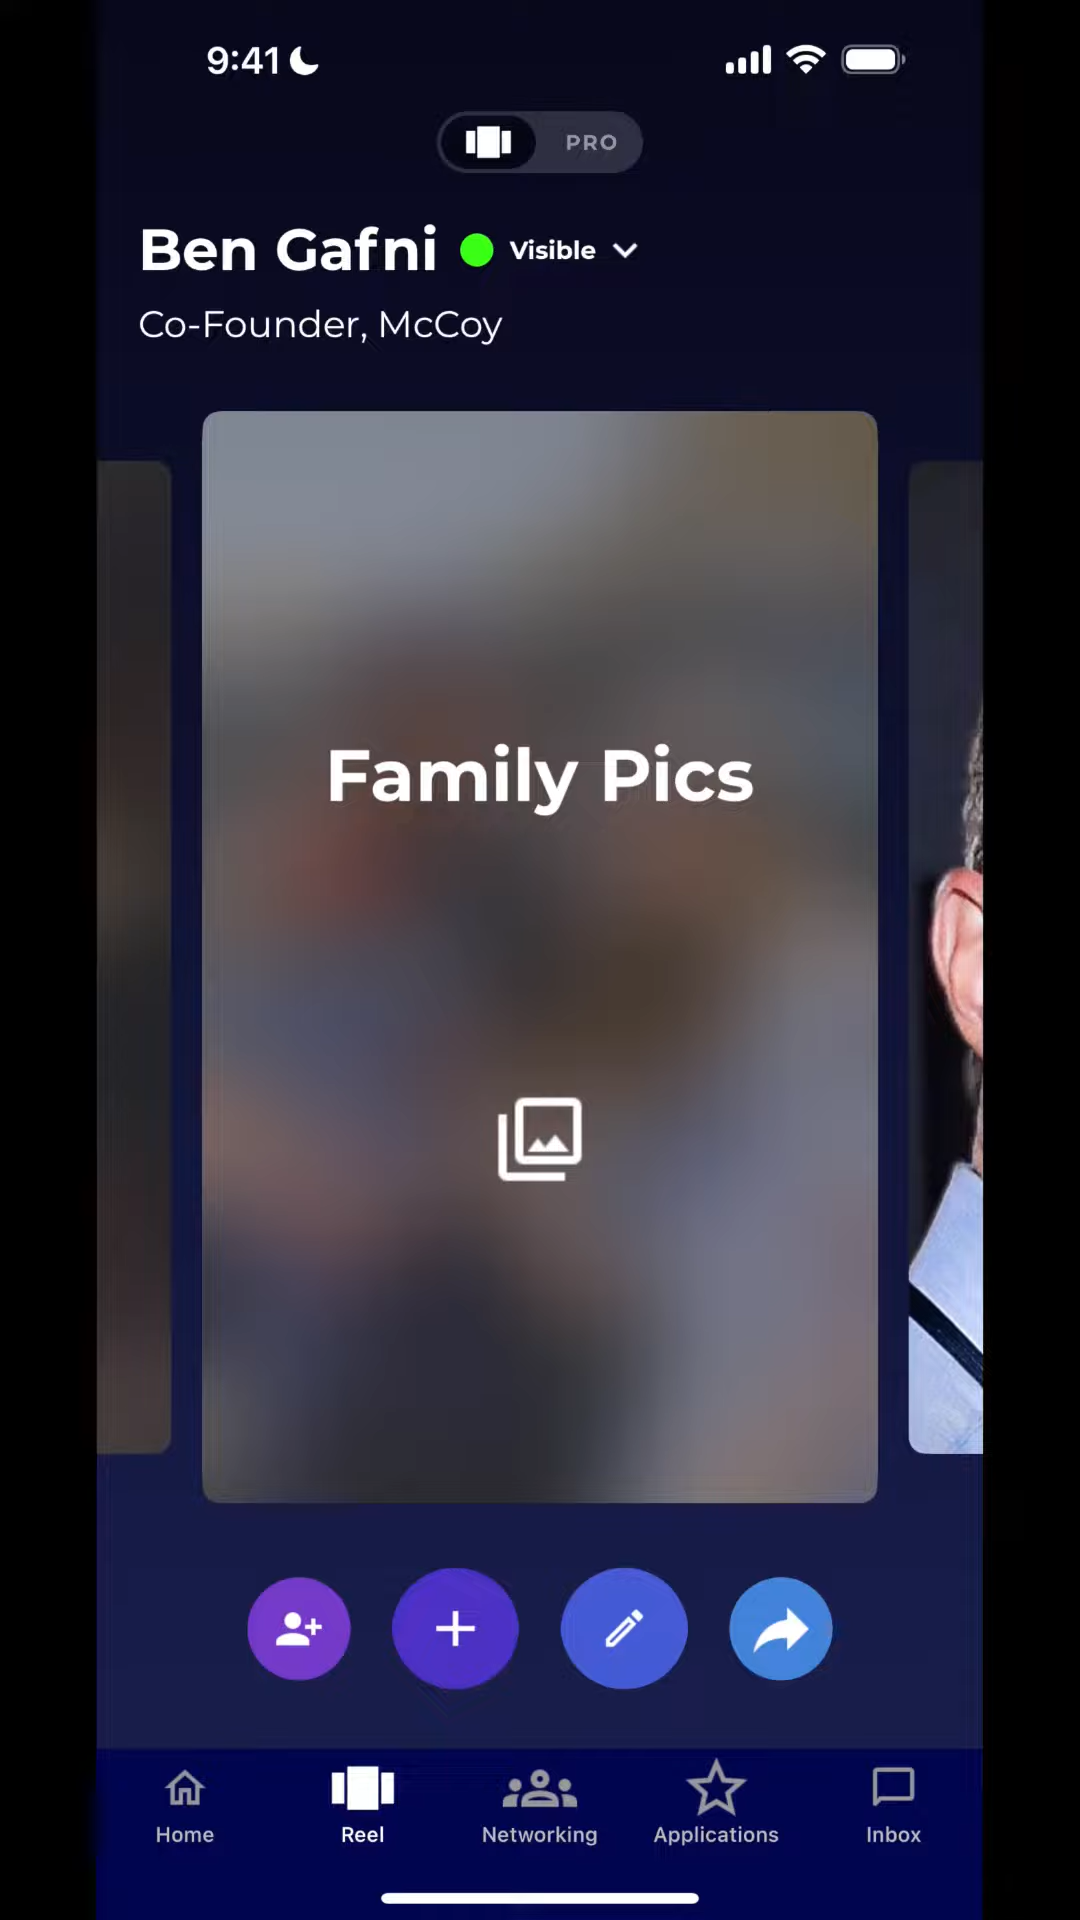 9:41
PRO
Ben Gafni
Visible
Co-Founder, McCoy
Family Pics
Home
Reel
Networking
Applications
Inbox